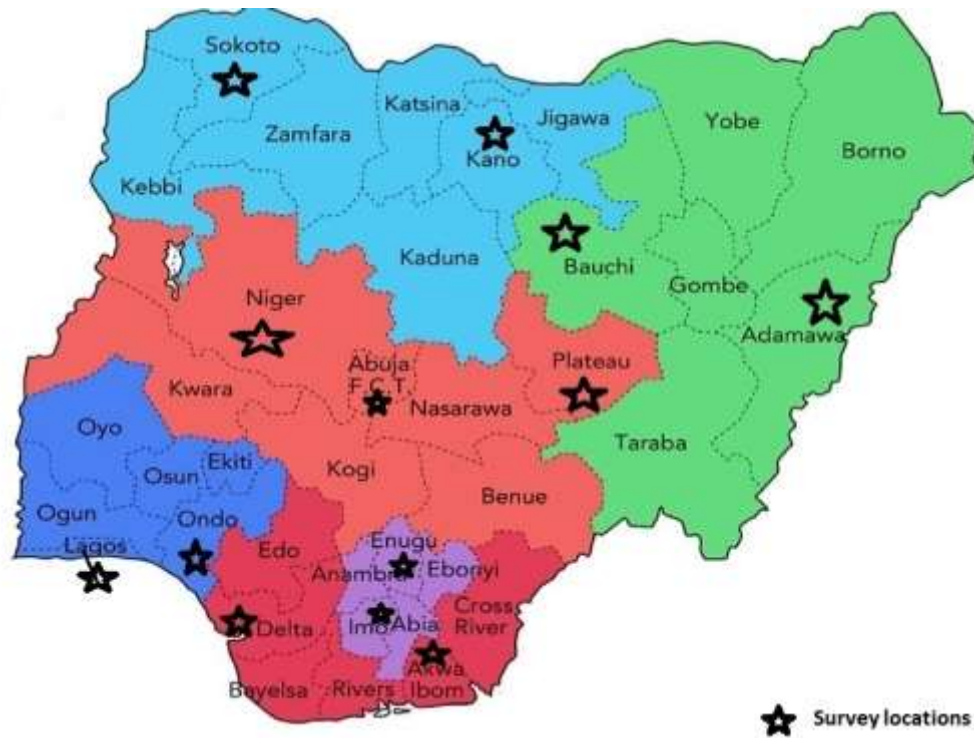 Sokoto
Katsina
Jigawa
Yobe
Zamfara
Kano
Borno
Kebbi
Kaduna
Bauchi
Gombe
Niger
Adamawa
Abuja
F.C.T.
Plateau
Kwara
Nasarawa
Oyo
Taraba
Osun
Ekiti
Kogi
Benue
Ogun
Ondo
Lagos
Edo
Enugu
Anambra
Ebonyi
Cross
River
Delta
Imo
Abia
Akwa
Ibom
Bayelsa
Rivers
Survey locations